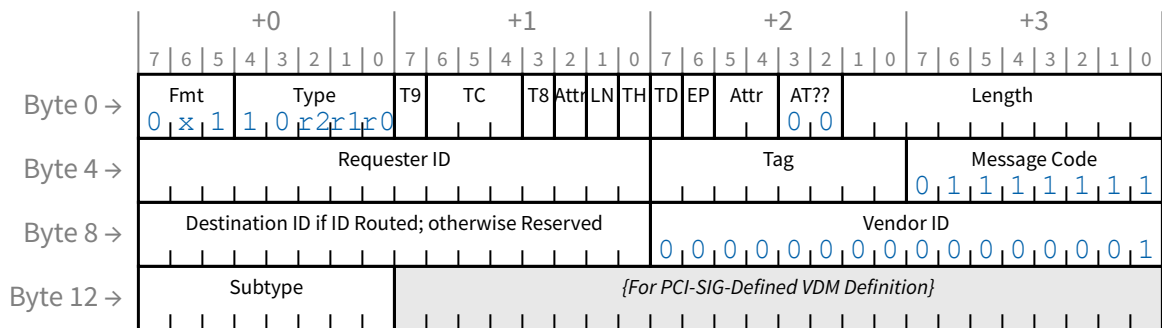 +0 +1 +2 +3
7 6 5 4 3 2 1 0 7 6 5 4 3 2 1 0 7 6 5 4 3 2 1 0 7 6 5 4 3 2 1 0
Byte 0 → Fmt Type T9 TC T8 Attr LN TH TD EP Attr AT?? Length
0 x 1 1 0 r2 r1 r0 0 0
Byte 4 → Requester ID Tag Message Code
0 1 1 1 1 1 1 1
Byte 8 → Destination ID if ID Routed; otherwise Reserved Vendor ID
0 0 0 0 0 0 0 0 0 0 0 0 0 0 0 1
Byte 12 → Subtype {For PCI-SIG-Defined VDM Definition}